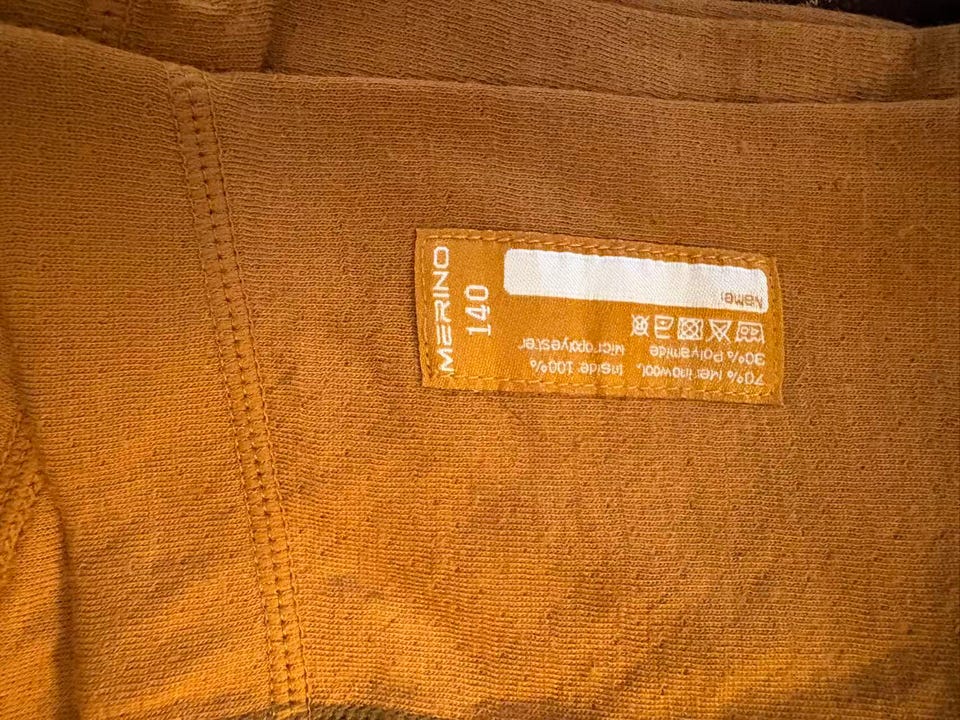 MERINO
140
70% Merinowool,
30% Polyamide
Inside: 100%
Micropolyester
Name: